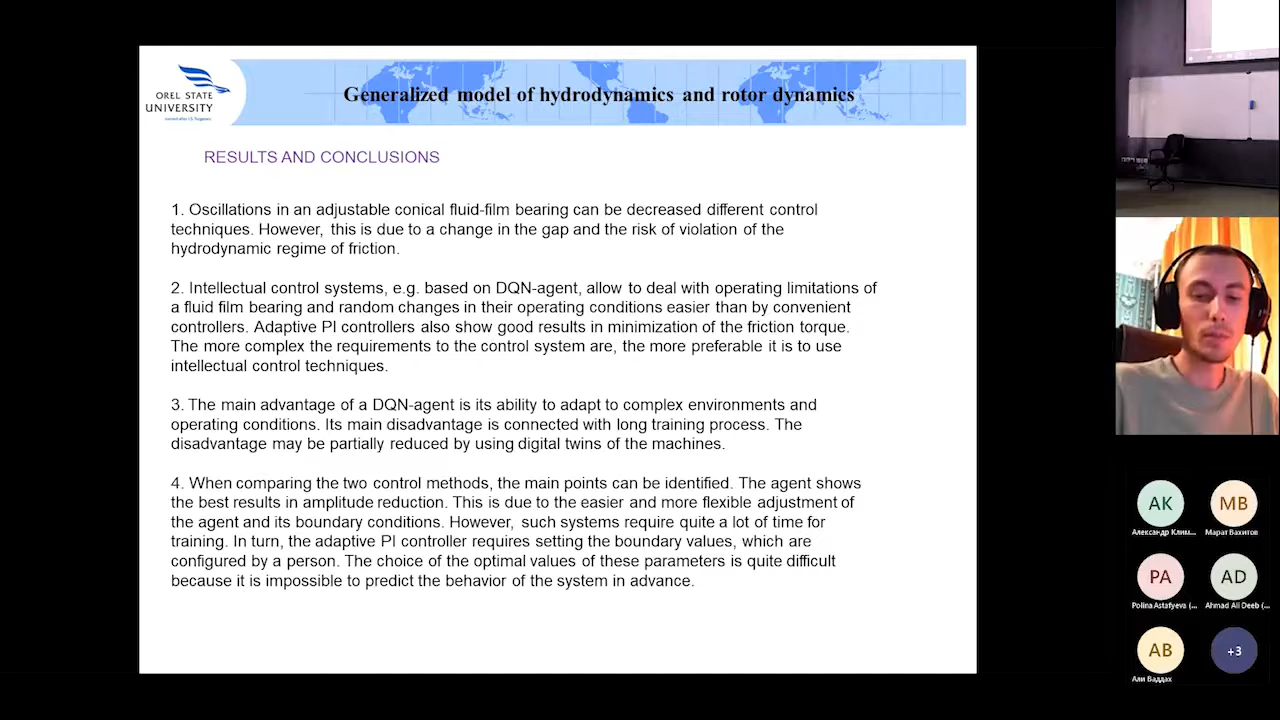 OREL STATE
UNIVERSITY
Generalized model of hydrodynamics and rotor dynamics
RESULTS AND CONCLUSIONS
1. Oscillations in an adjustable conical fluid-film bearing can be decreased different control
techniques. However, this is due to a change in the gap and the risk of violation of the
hydrodynamic regime of friction.
2. Intellectual control systems, e.g. based on DQN-agent, allow to deal with operating limitations of
a fluid film bearing and random changes in their operating conditions easier than by convenient
controllers. Adaptive PI controllers also show good results in minimization of the friction torque.
The more complex the requirements to the control system are, the more preferable it is to use
intellectual control techniques.
3. The main advantage of a DQN-agent is its ability to adapt to complex environments and
operating conditions. Its main disadvantage is connected with long training process. The
disadvantage may be partially reduced by using digital twins of the machines.
4. When comparing the two control methods, the main points can be identified. The agent shows
the best results in amplitude reduction. This is due to the easier and more flexible adjustment of
the agent and its boundary conditions. However, such systems require quite a lot of time for
training. In turn, the adaptive PI controller requires setting the boundary values, which are
configured by a person. The choice of the optimal values of these parameters is quite difficult
because it is impossible to predict the behavior of the system in advance.
AK
MB
Александр Клим...
Марат Вахитов
PA
AD
Polina Astafyeva (...
Ahmad Ali Deeb (...
AB
+3
Али Ваддах